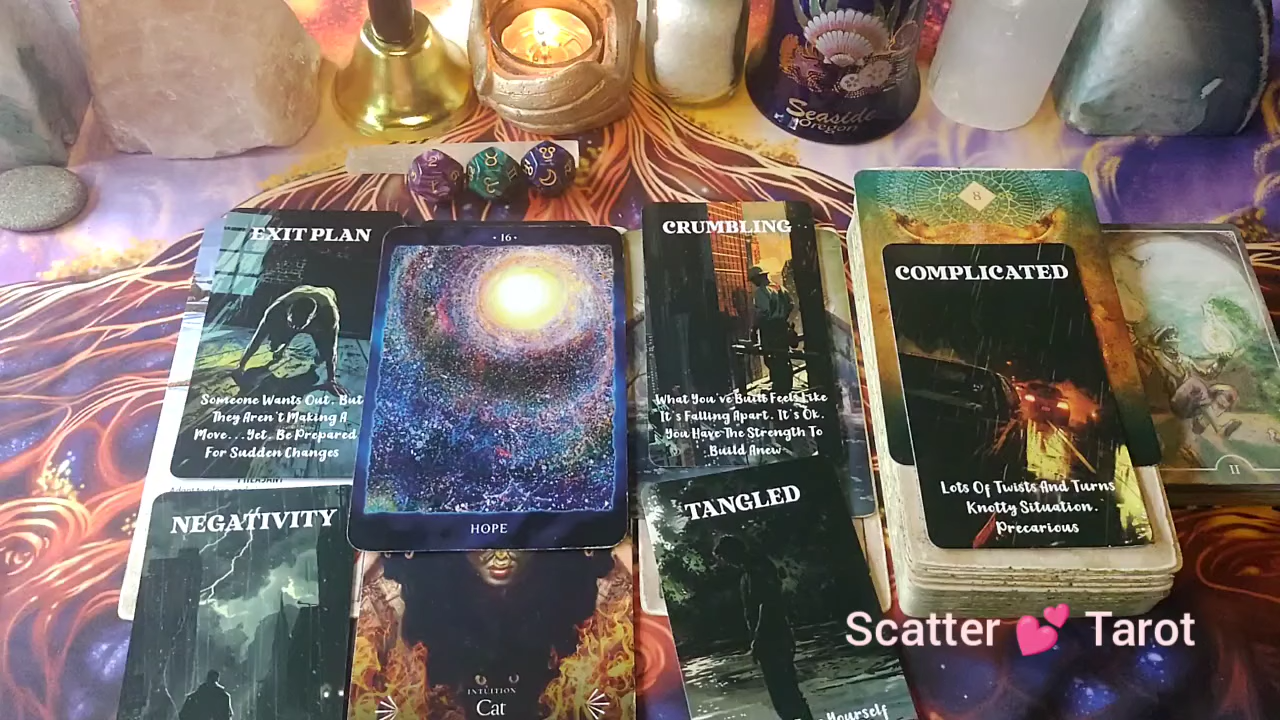 Seaside
Oregon
EXIT PLAN
Someone Wants Out. But
They Aren't Making A
Move...Yet. Be Prepared
For Sudden Changes
· 16 ·
HOPE
CRUMBLING
What You've Built Feels Like
It's Falling Apart. It's Ok.
You Have The Strength To
Build Anew
8
COMPLICATED
Lots Of Twists And Turns
Knotty Situation.
Precarious
II
PHEASANT
NEGATIVITY
INTUITION
Cat
TANGLED
Yourself
Scatter 💕 Tarot